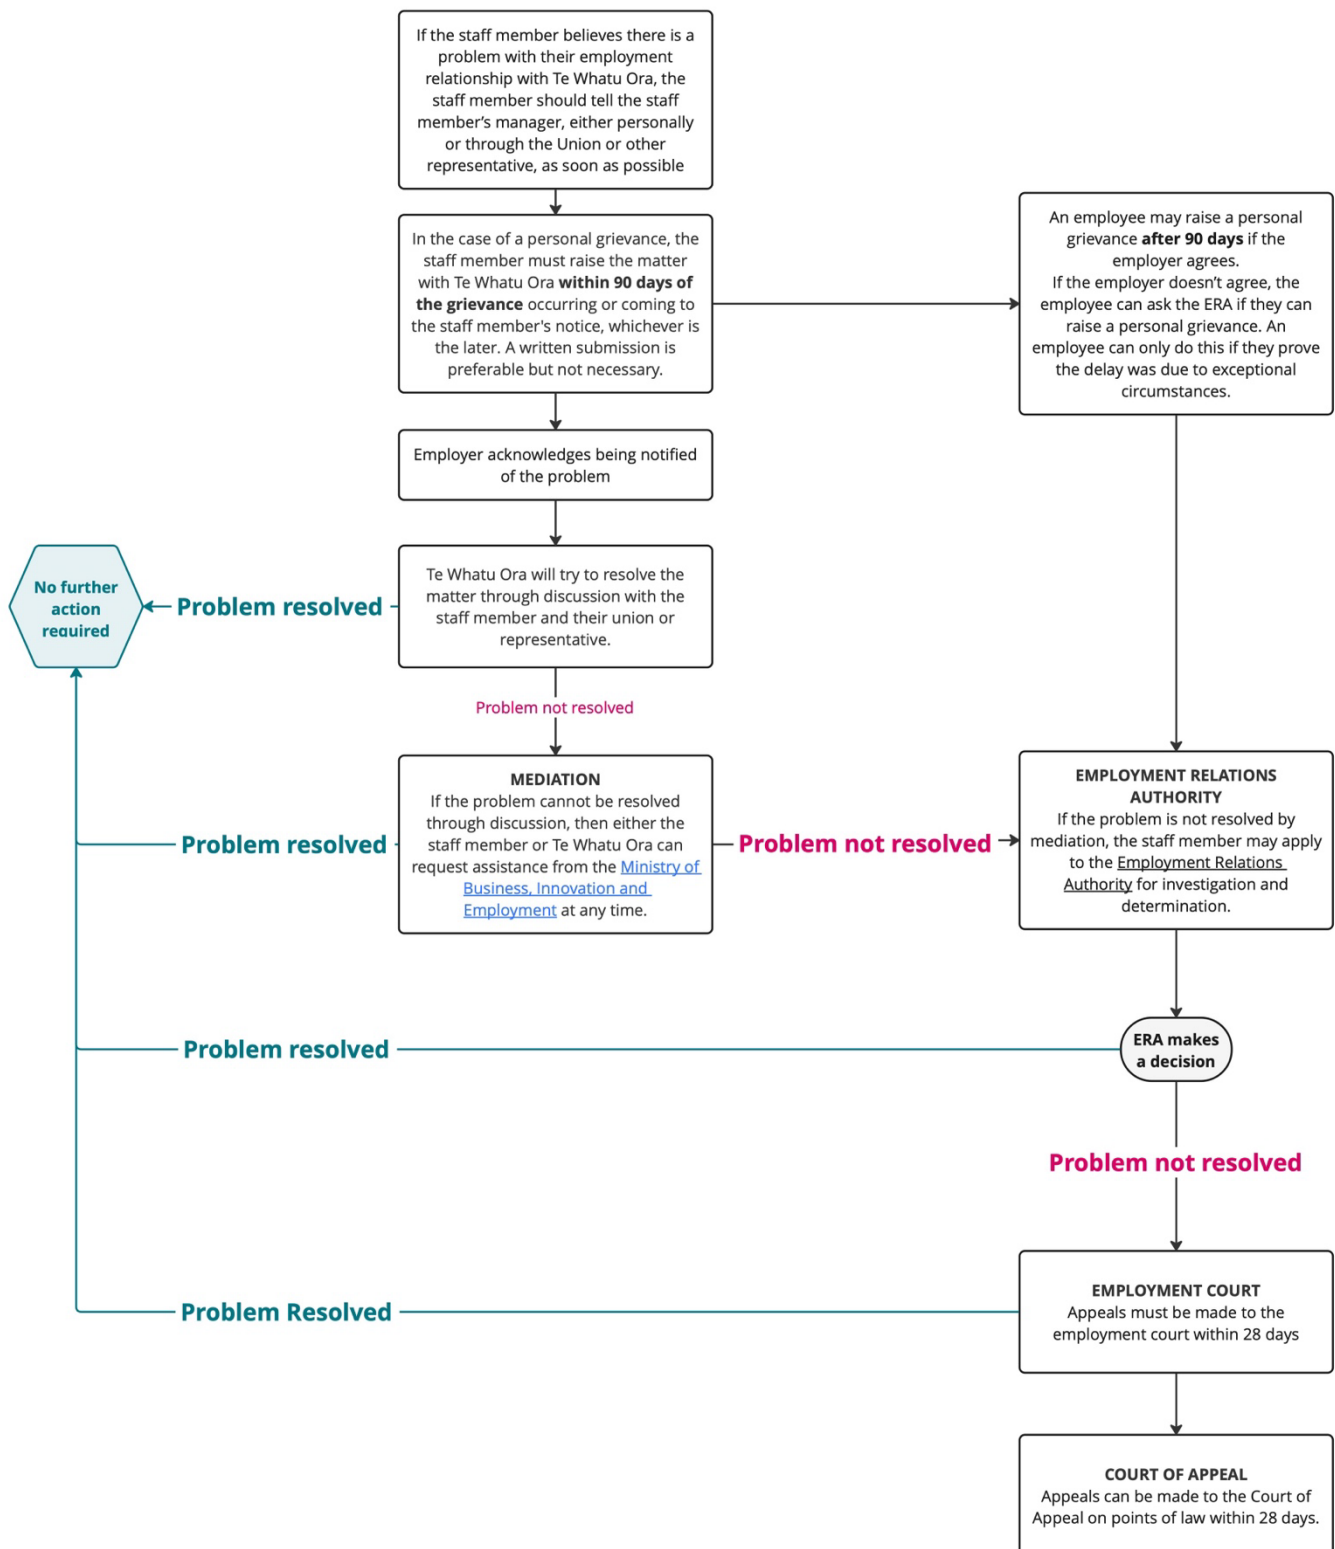 If the staff member believes there is a
problem with their employment
relationship with Te Whatu Ora, the
staff member should tell the staff
member's manager, either personally
or through the Union or other
representative, as soon as possible
In the case of a personal grievance, the
staff member must raise the matter
with Te Whatu Ora within 90 days of
the grievance occurring or coming to
the staff member's notice, whichever is
the later. A written submission is
preferable but not necessary.
An employee may raise a personal
grievance after 90 days if the
employer agrees.
If the employer doesn't agree, the
employee can ask the ERA if they can
raise a personal grievance. An
employee can only do this if they prove
the delay was due to exceptional
circumstances.
Employer acknowledges being notified
of the problem
Te Whatu Ora will try to resolve the
matter through discussion with the
staff member and their union or
representative.
Problem resolved
No further
action
required
Problem not resolved
MEDIATION
If the problem cannot be resolved
through discussion, then either the
staff member or Te Whatu Ora can
request assistance from the Ministry of
Business, Innovation and
Employment at any time.
Problem resolved
Problem not resolved
EMPLOYMENT RELATIONS
AUTHORITY
If the problem is not resolved by
mediation, the staff member may apply
to the Employment Relations
Authority for investigation and
determination.
ERA makes
a decision
Problem resolved
Problem not resolved
EMPLOYMENT COURT
Appeals must be made to the
employment court within 28 days
Problem Resolved
COURT OF APPEAL
Appeals can be made to the Court of
Appeal on points of law within 28 days.